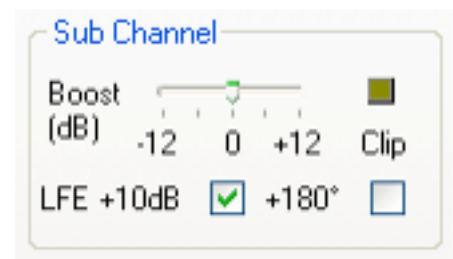 Sub Channel
Boost
(dB)
-12 0 +12 Clip
LFE +10dB +180°